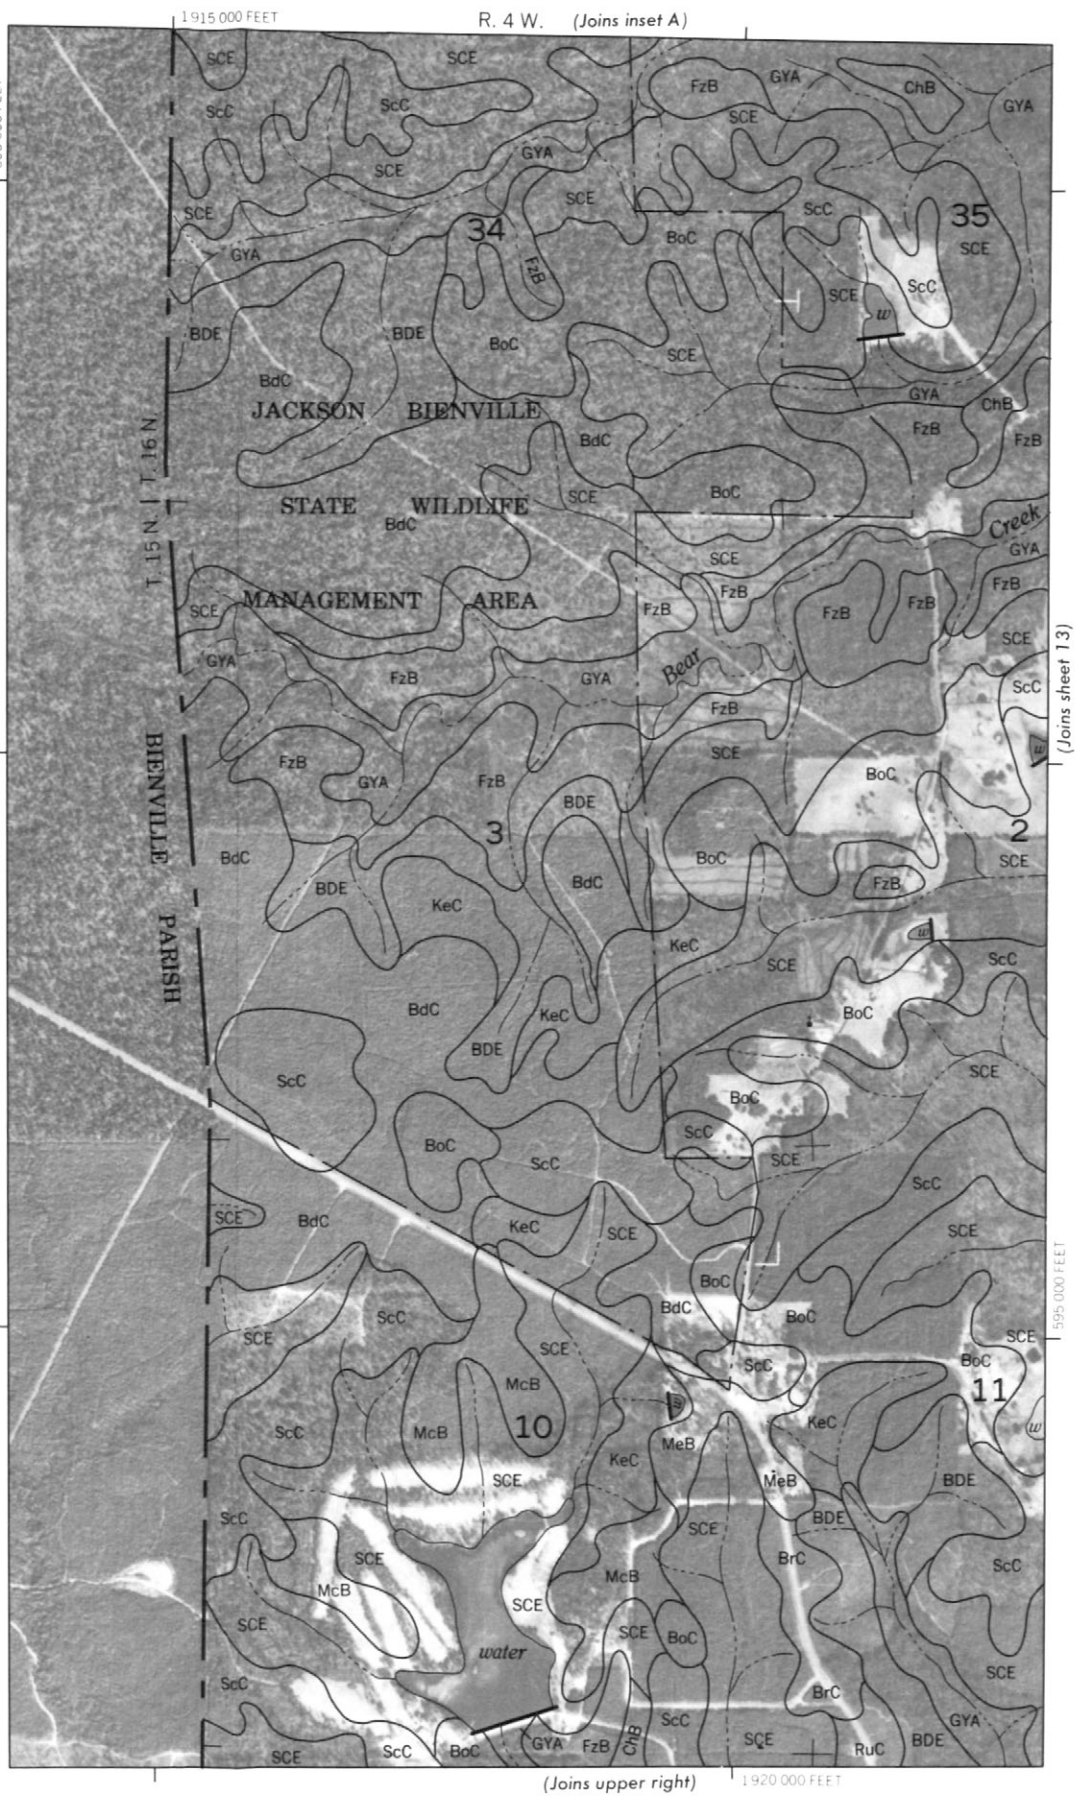 1915 000 FEET
R. 4 W. (Joins inset A)
SCE
SCE
FzB
GYA
ChB
GYA
ScC
ScC
SCE
GYA
SCE
SCE
SCE
34
ScC
35
BoC
SCE
GYA
FzB
ScC
SCE
w
BDE
BDE
BoC
SCE
BdC
GYA
ChB
JACKSON BIENVILLE
FzB
FzB
BdC
T. 16 N
STATE WILDLIFE
SCE
BoC
BdC
Creek
T. 15 N
GYA
SCE
FzB
FzB
MANAGEMENT AREA
FzB
FzB
FzB
SCE
SCE
GYA
Bear
FzB
GYA
ScC
(Joins sheet 13)
FzB
SCE
w
BIENVILLE PARISH
FzB
GYA
FzB
BoC
BDE
3
2
BdC
BoC
SCE
BDE
BdC
FzB
KeC
w
KeC
SCE
ScC
BdC
KeC
BoC
BDE
ScC
SCE
BoC
ScC
BoC
ScC
SCE
ScC
SCE
BdC
KeC
SCE
SCE
BoC
595 000 FEET
BdC
BoC
ScC
SCE
SCE
SCE
ScC
BoC
McB
11
w
KeC
w
ScC
McB
10
MeB
KeC
SCE
MeB
BDE
ScC
BDE
SCE
SCE
BrC
ScC
McB
McB
SCE
SCE
SCE
BoC
water
SCE
ScC
BrC
ScC
GYA
SCE
ScC
BoC
GYA
FzB
ChB
SCE
RuC
BDE
(Joins upper right)
1920 000 FEET